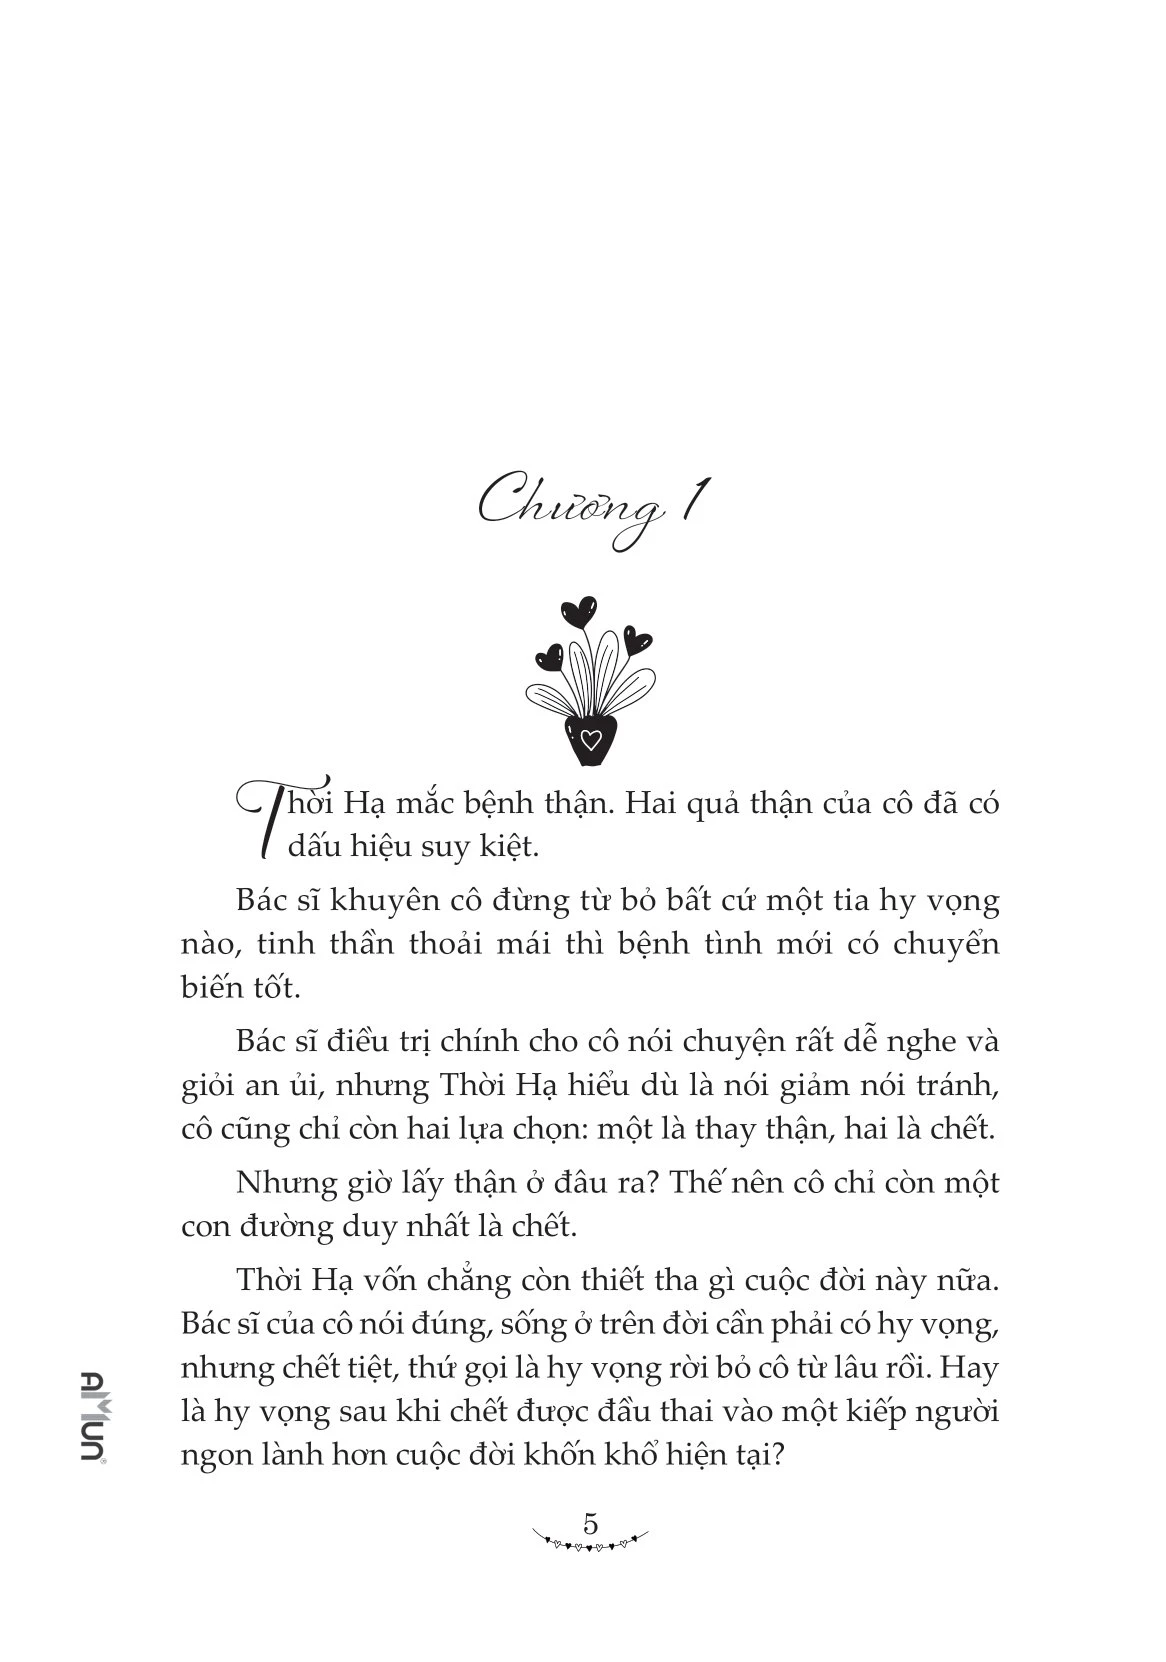 Chương 1
Thời Hạ mắc bệnh thận. Hai quả thận của cô đã có
dấu hiệu suy kiệt.
Bác sĩ khuyên cô đừng từ bỏ bất cứ một tia hy vọng
nào, tinh thần thoải mái thì bệnh tình mới có chuyển
biến tốt.
Bác sĩ điều trị chính cho cô nói chuyện rất dễ nghe và
giỏi an ủi, nhưng Thời Hạ hiểu dù là nói giảm nói tránh,
cô cũng chỉ còn hai lựa chọn: một là thay thận, hai là chết.
Nhưng giờ lấy thận ở đâu ra? Thế nên cô chỉ còn một
con đường duy nhất là chết.
Thời Hạ vốn chẳng còn thiết tha gì cuộc đời này nữa.
Bác sĩ của cô nói đúng, sống ở trên đời cần phải có hy vọng,
nhưng chết tiệt, thứ gọi là hy vọng rời bỏ cô từ lâu rồi. Hay
là hy vọng sau khi chết được đầu thai vào một kiếp người
ngon lành hơn cuộc đời khốn khổ hiện tại?
AMUN®
5